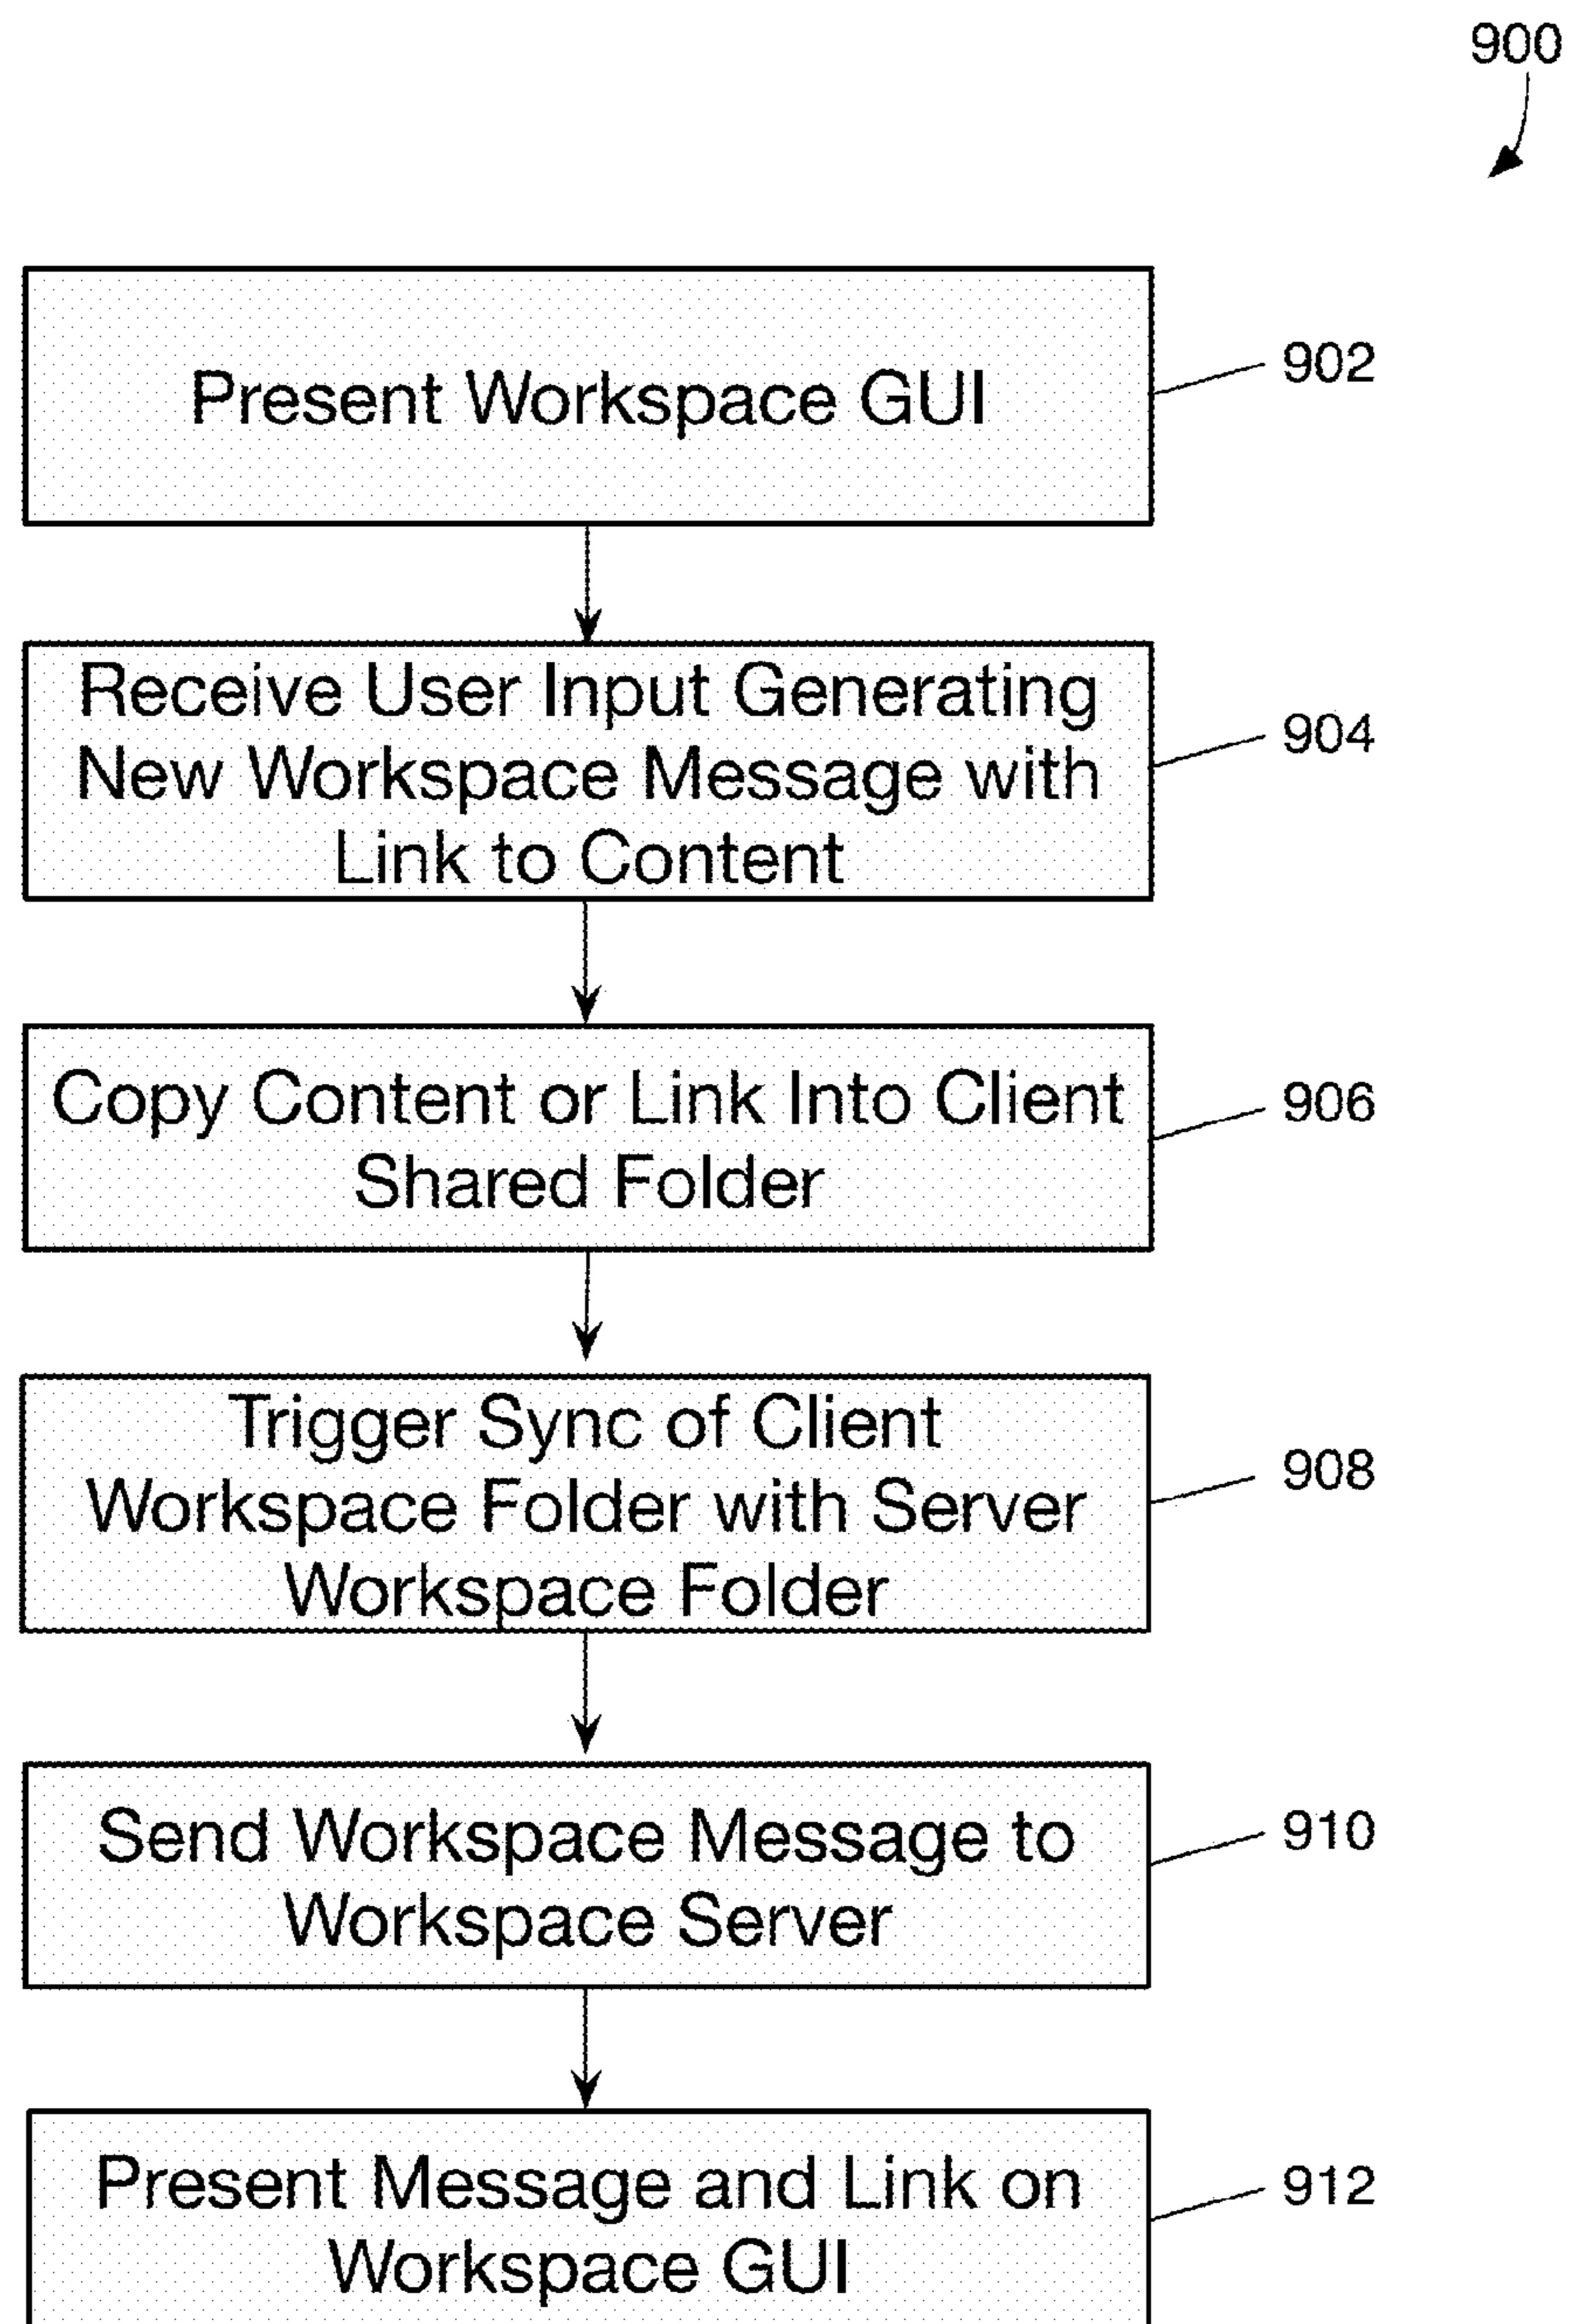 900
Present Workspace GUI
902
Receive User Input Generating
New Workspace Message with
Link to Content
904
Copy Content or Link Into Client
Shared Folder
906
Trigger Sync of Client
Workspace Folder with Server
Workspace Folder
908
Send Workspace Message to
Workspace Server
910
Present Message and Link on
Workspace GUI
912